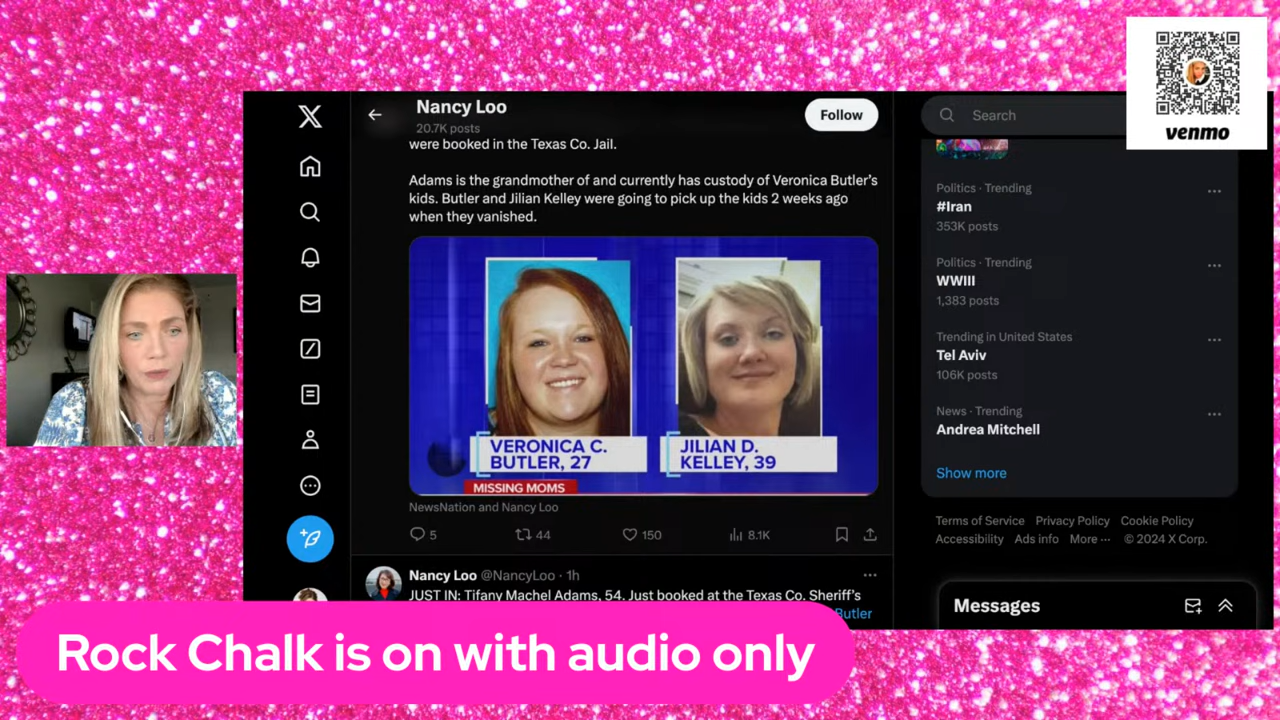 venmo
Nancy Loo
20.7K posts
Follow
Search
were booked in the Texas Co. Jail.
Adams is the grandmother of and currently has custody of Veronica Butler's
kids. Butler and Jilian Kelley were going to pick up the kids 2 weeks ago
when they vanished.
VERONICA C.
BUTLER, 27
JILIAN D.
KELLEY, 39
MISSING MOMS
NewsNation and Nancy Loo
5
44
150
8.1K
Nancy Loo @NancyLoo · 1h
JUST IN: Tifany Machel Adams, 54. Just booked at the Texas Co. Sheriff's
Butler
Politics · Trending
#Iran
353K posts
Politics · Trending
WWIII
1,383 posts
Trending in United States
Tel Aviv
106K posts
News · Trending
Andrea Mitchell
Show more
Terms of Service Privacy Policy Cookie Policy
Accessibility Ads info More ··· © 2024 X Corp.
Messages
Rock Chalk is on with audio only